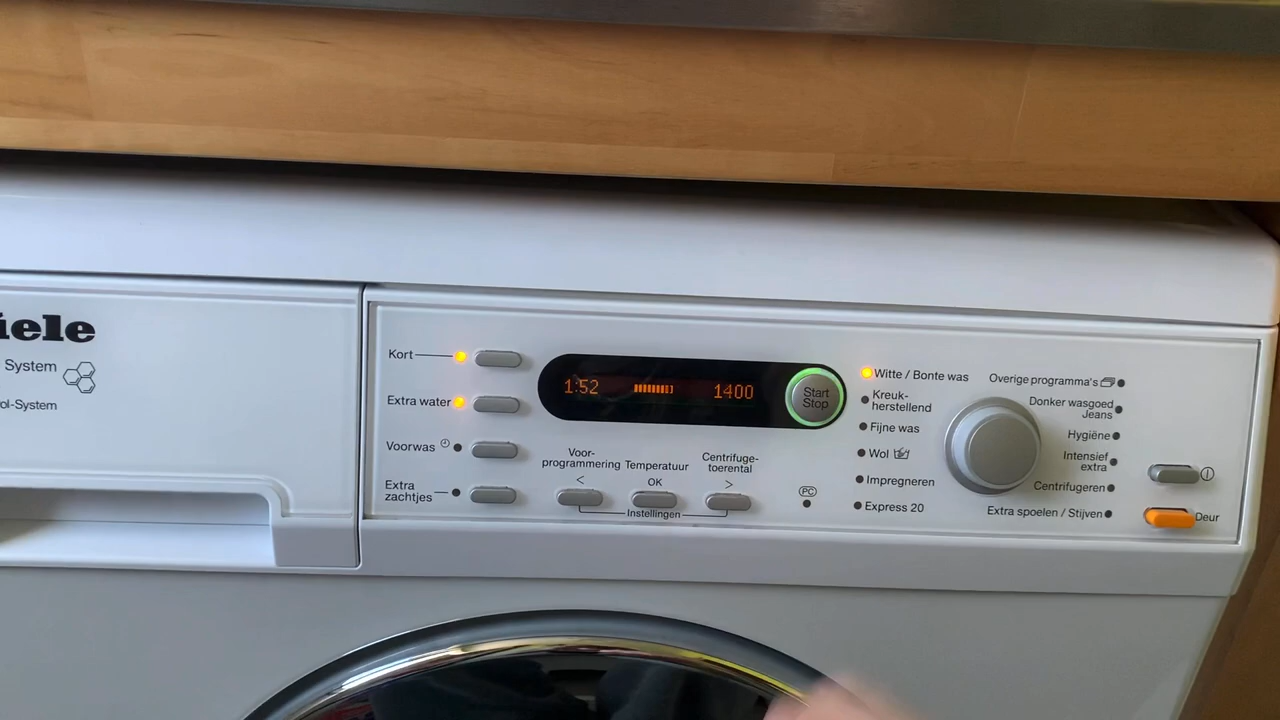 iele
System
ol-System
Kort
Extra water
Voorwas
Extra
zachtjes
1:52
1400
Start
Stop
Voor-
programmering
Temperatuur
Centrifuge-
toerental
<
OK
>
Instellingen
PC
Witte / Bonte was
Kreuk-
herstellend
Fijne was
Wol
Impregneren
Express 20
Overige programma's
Donker wasgoed
Jeans
Hygiëne
Intensief
extra
Centrifugeren
Extra spoelen / Stijven
Deur